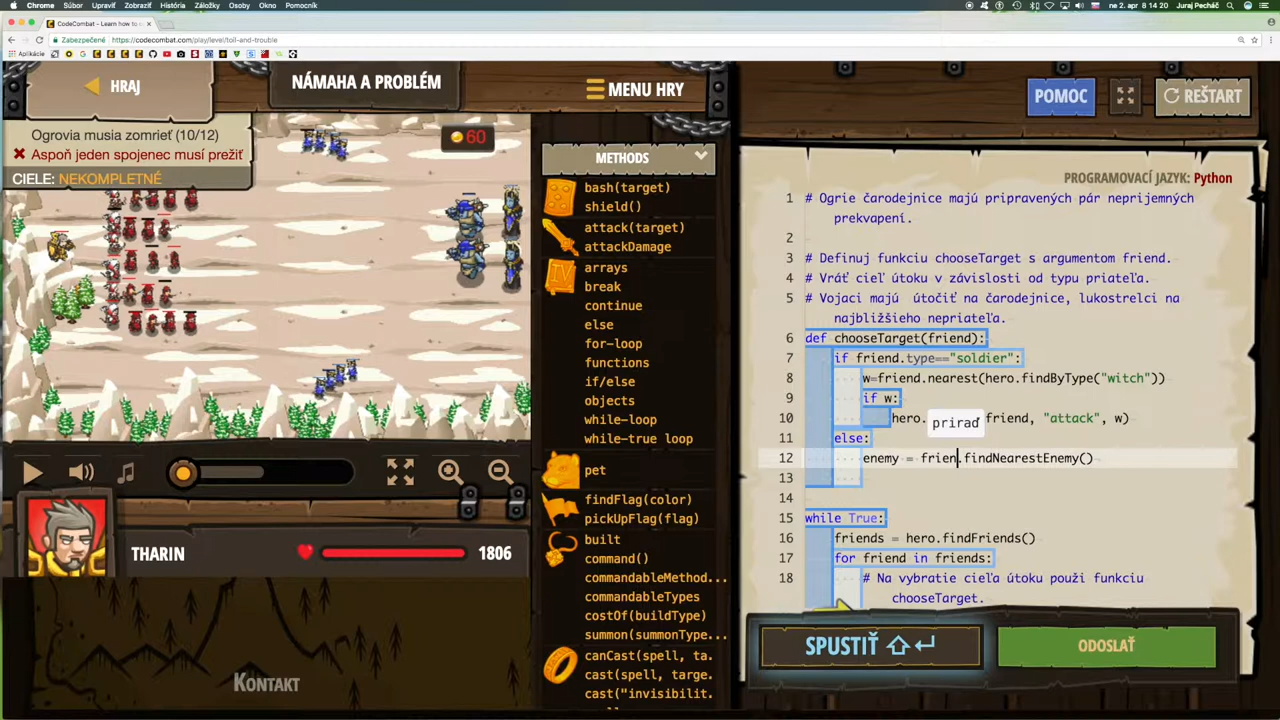 Chrome Súbor Upraviť Zobraziť História Záložky Osoby Okno Pomocník
ne 2. apr 8 14 20 Juraj Pecháč
CodeCombat - Learn how to c
Zabezpečené https://codecombat.com/play/level/toil-and-trouble
Aplikácie
HRAJ
NÁMAHA A PROBLÉM
MENU HRY
POMOC
REŠTART
Ogrovia musia zomrieť (10/12)
Aspoň jeden spojenec musí prežiť
CIELE: NEKOMPLETNÉ
60
METHODS
bash(target)
shield()
attack(target)
attackDamage
arrays
break
continue
else
for-loop
functions
if/else
objects
while-loop
while-true loop
pet
findFlag(color)
pickUpFlag(flag)
built
command()
commandableMethod...
commandableTypes
costOf(buildType)
summon(summonType...
canCast(spell, ta.
cast(spell, targe.
cast("invisibilit.
THARIN
1806
KONTAKT
PROGRAMOVACÍ JAZYK: Python
1 # Ogrie čarodejnice majú pripravených pár neprijemných
prekvapení.
2
3 # Definuj funkciu chooseTarget s argumentom friend.
4 # Vráť cieľ útoku v závislosti od typu priateľa.
5 # Vojaci majú  útočiť na čarodejnice, lukostrelci na
najbližšieho nepriateľa.
6 def chooseTarget(friend):
7 if friend.type=="soldier":
8 w=friend.nearest(hero.findByType("witch"))
9 if w:
10 hero. friend, "attack", w)
priraď
11 else:
12 enemy = frien.findNearestEnemy()
13
14
15 while True:
16 friends = hero.findFriends()
17 for friend in friends:
18 # Na vybratie cieľa útoku použi funkciu
chooseTarget.
SPUSTIŤ
ODOSLAŤ